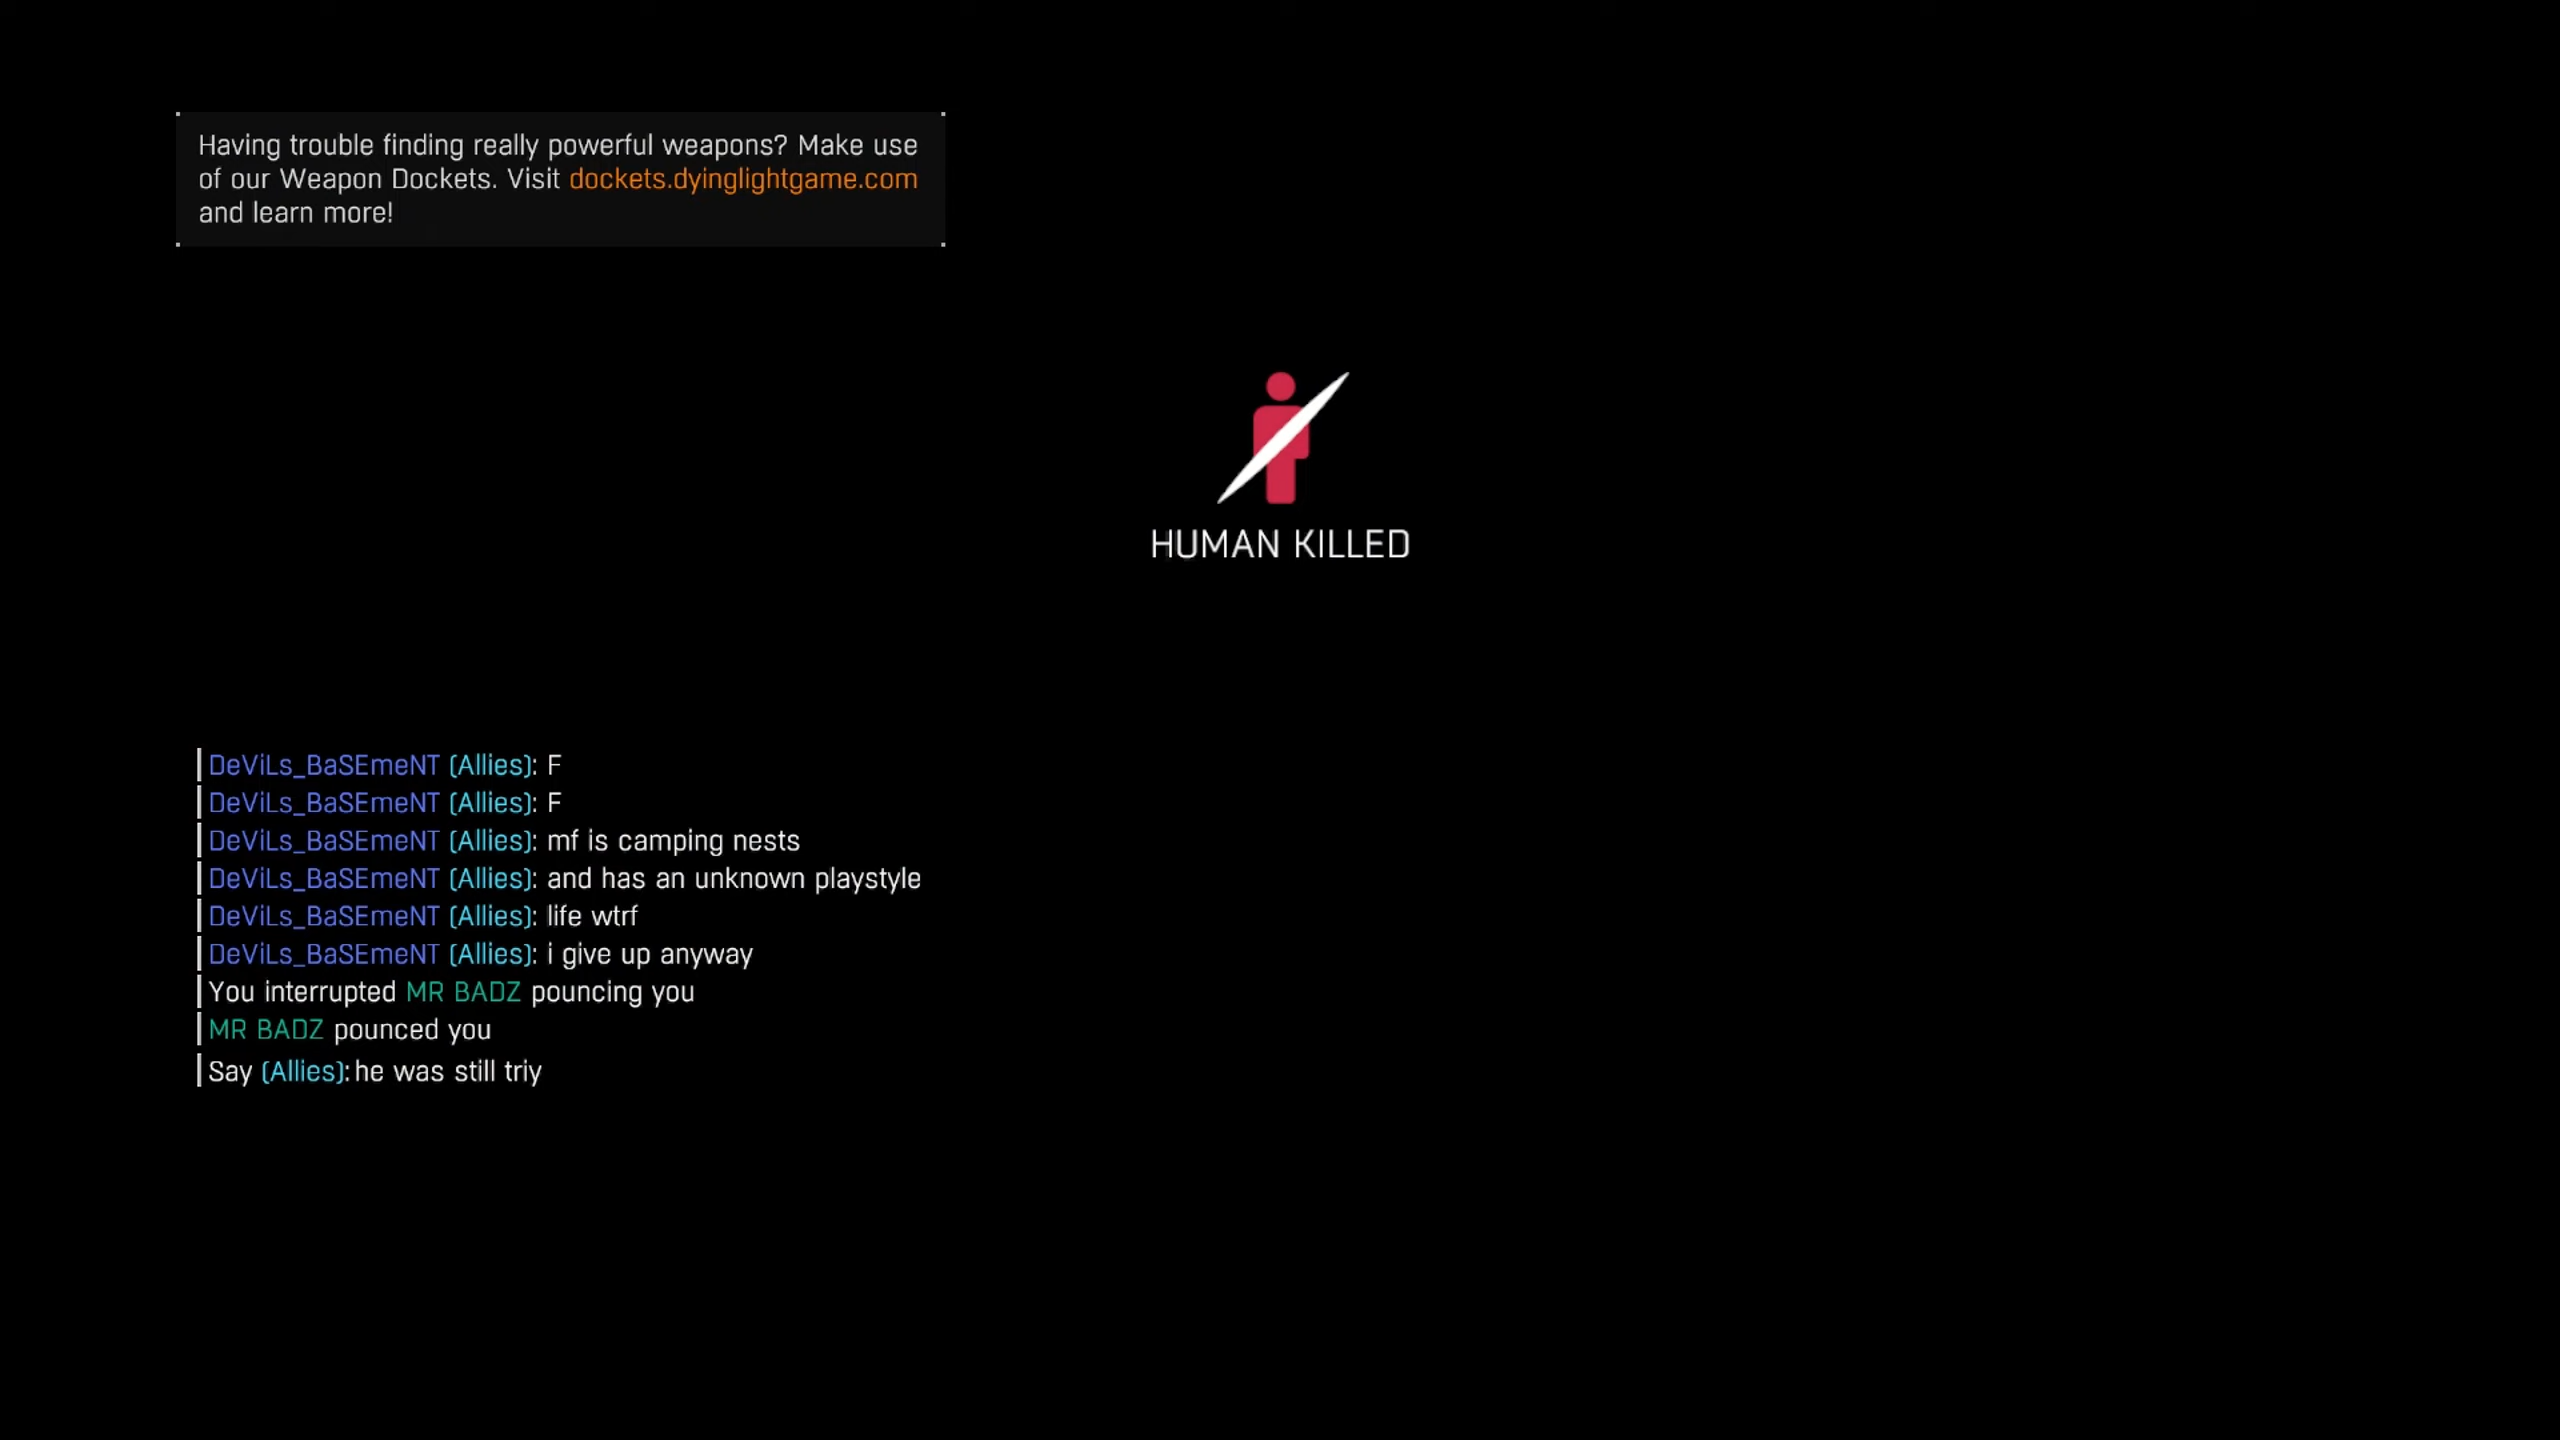 Having trouble finding really powerful weapons? Make use
of our Weapon Dockets. Visit dockets.dyinglightgame.com
and learn more!
HUMAN KILLED
DeViLs_BaSEmeNT (Allies): F
DeViLs_BaSEmeNT (Allies): F
DeViLs_BaSEmeNT (Allies): mf is camping nests
DeViLs_BaSEmeNT (Allies): and has an unknown playstyle
DeViLs_BaSEmeNT (Allies): life wtrf
DeViLs_BaSEmeNT (Allies): i give up anyway
You interrupted MR BADZ pouncing you
MR BADZ pounced you
Say (Allies): he was still triy